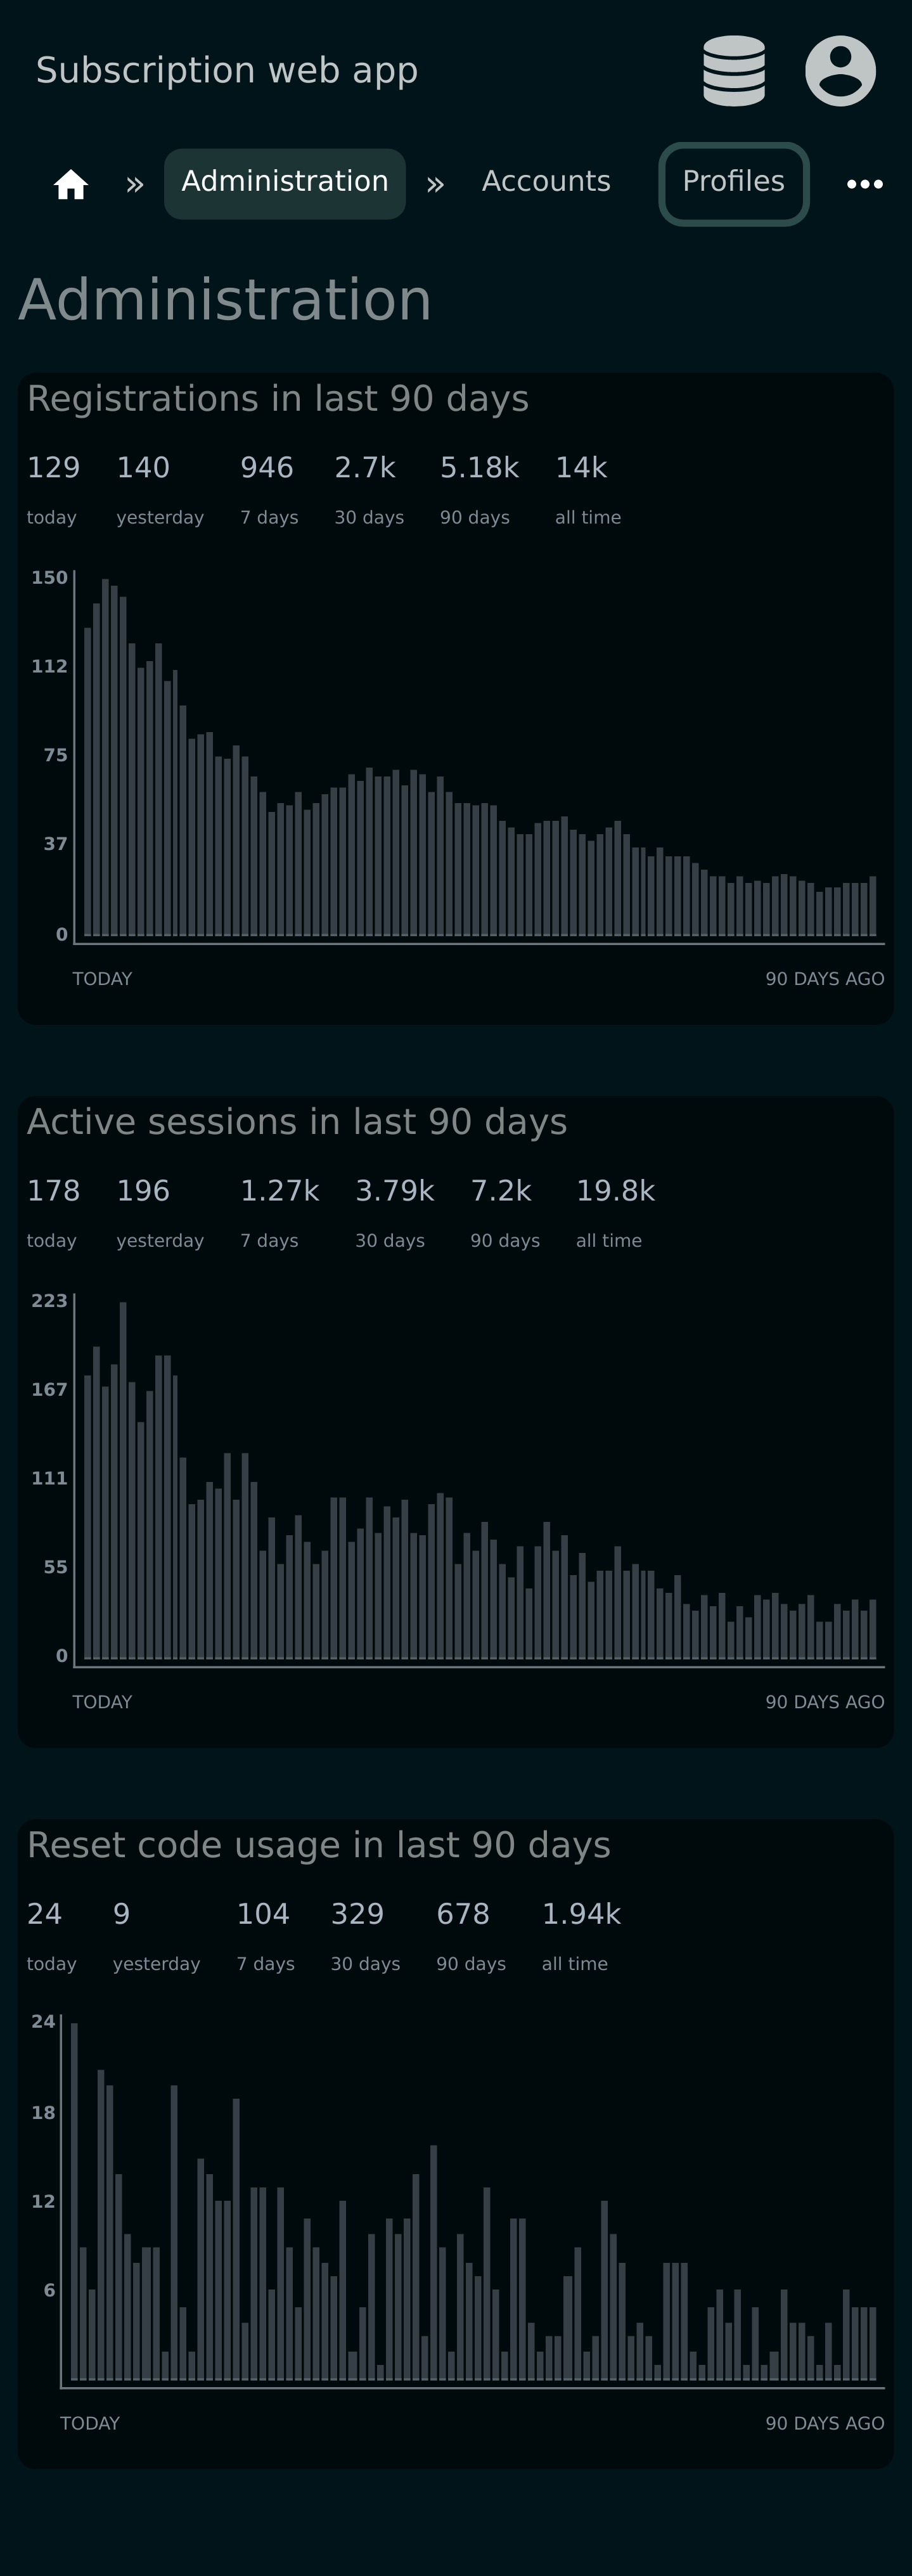 Subscription web app
» Administration » Accounts Profiles •••
Administration
Registrations in last 90 days
129 140 946 2.7k 5.18k 14k
today yesterday 7 days 30 days 90 days all time
150
112
75
37
0
TODAY 90 DAYS AGO
Active sessions in last 90 days
178 196 1.27k 3.79k 7.2k 19.8k
today yesterday 7 days 30 days 90 days all time
223
167
111
55
0
TODAY 90 DAYS AGO
Reset code usage in last 90 days
24 9 104 329 678 1.94k
today yesterday 7 days 30 days 90 days all time
24
18
12
6
TODAY 90 DAYS AGO